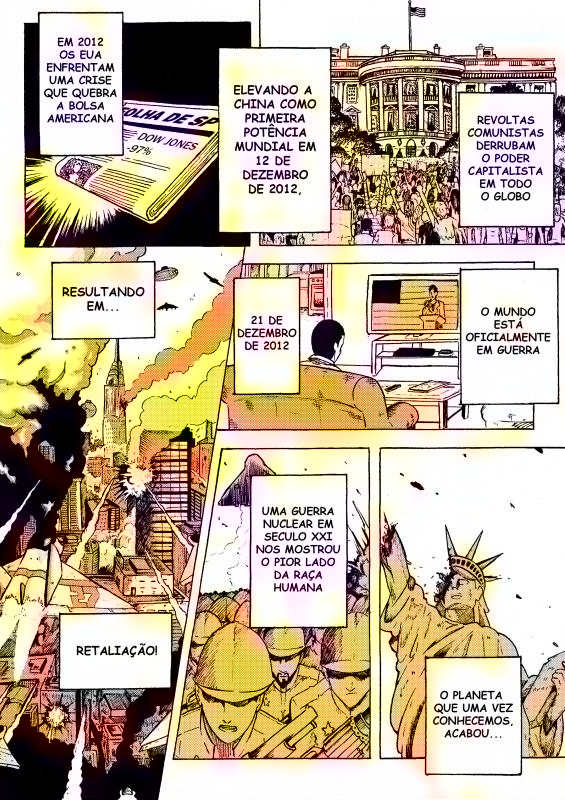 EM 2012
OS EUA
ENFRENTAM
UMA CRISE
QUE QUEBRA
A BOLSA
AMERICANA
OLHA DE SP
DOW JONES
-97%
ELEVANDO A
CHINA COMO
PRIMEIRA
POTÊNCIA
MUNDIAL EM
12 DE
DEZEMBRO
DE 2012,
REVOLTAS
COMUNISTAS
DERRUBAM
O PODER
CAPITALISTA
EM TODO
O GLOBO
RESULTANDO
EM...
21 DE
DEZEMBRO
DE 2012
O MUNDO
ESTÁ
OFICIALMENTE
EM GUERRA
RETALIAÇÃO!
UMA GUERRA
NUCLEAR EM
SECULO XXI
NOS MOSTROU
O PIOR LADO
DA RAÇA
HUMANA
O PLANETA
QUE UMA VEZ
CONHECEMOS,
ACABOU...